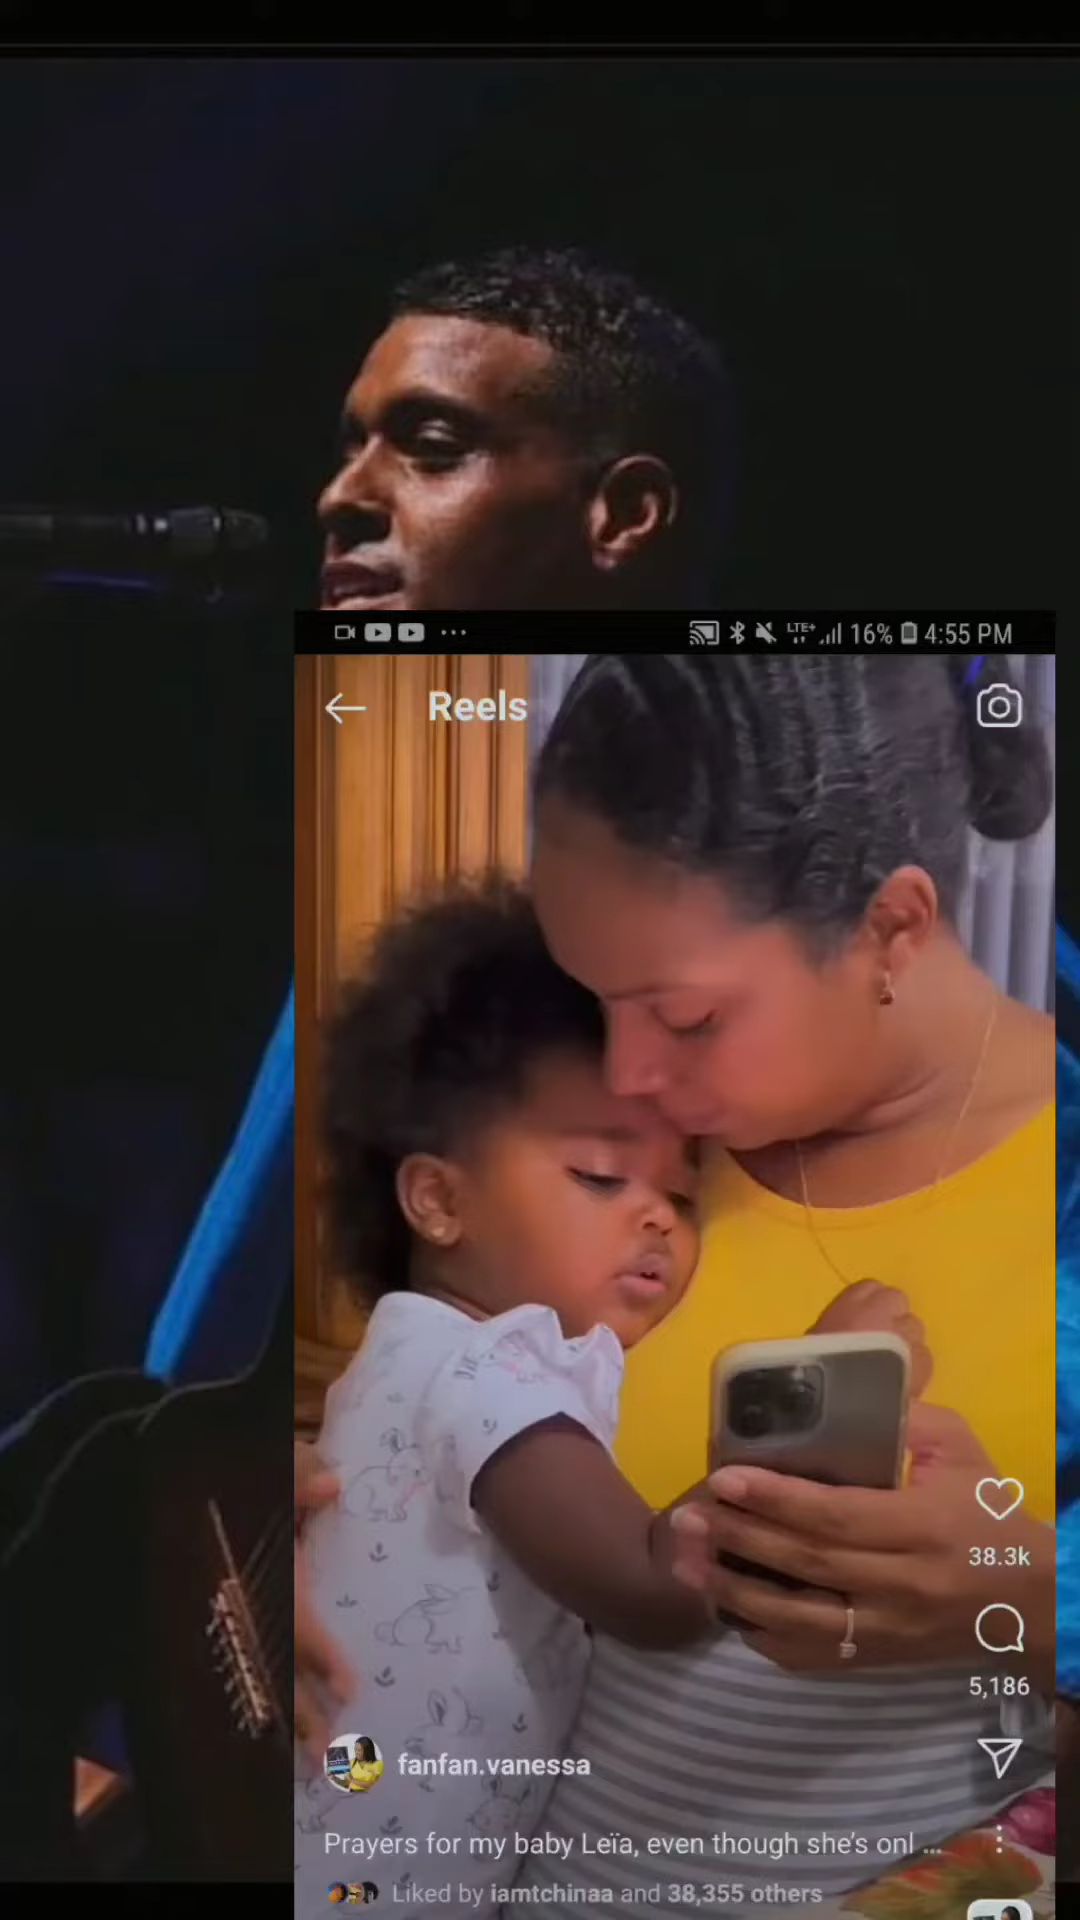 LTE+ 16% 4:55 PM
Reels
38.3k
5,186
fanfan.vanessa
Prayers for my baby Leïa, even though she's onl ...
Liked by iamtchinaa and 38,355 others